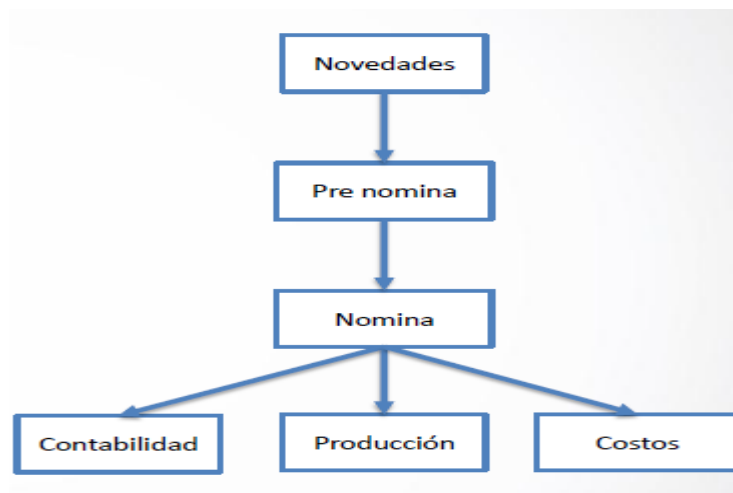 Novedades
Pre nomina
Nomina
Contabilidad
Producción
Costos